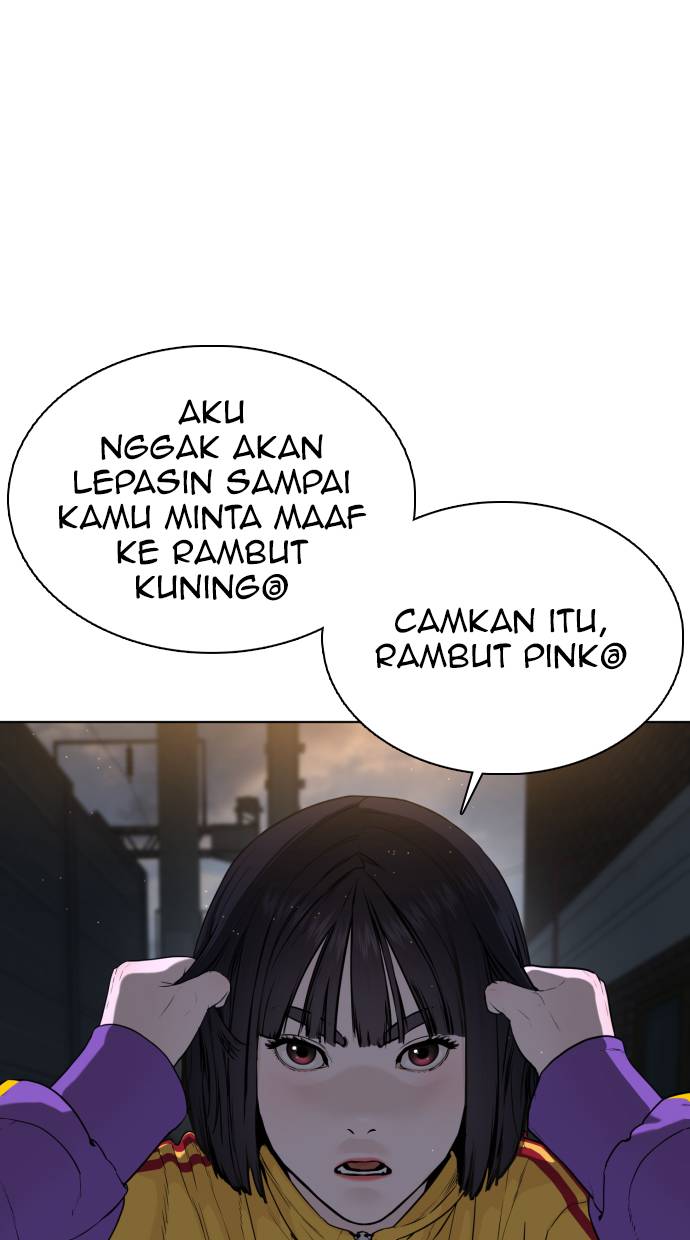 AKU
NGGAK AKAN
LEPASIN SAMPAI
KAMU MINTA MAAF
KE RAMBUT
KUNING@
CAMKAN ITU,
RAMBUT PINK@